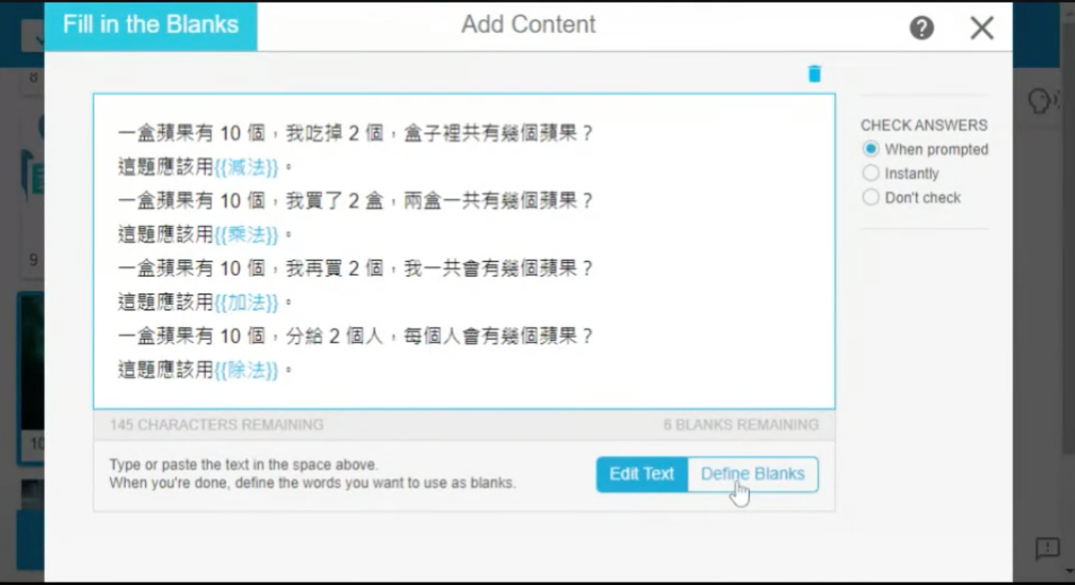 Fill in the Blanks
Add Content
一盒蘋果有 10 個，我吃掉 2 個，盒子裡共有幾個蘋果？
這題應該用{{減法}}。
一盒蘋果有 10 個，我買了 2 盒，兩盒一共有幾個蘋果？
這題應該用{{乘法}}。
一盒蘋果有 10 個，我再買 2 個，我一共會有幾個蘋果？
這題應該用{{加法}}。
一盒蘋果有 10 個，分給 2 個人，每個人會有幾個蘋果？
這題應該用{{除法}}。
145 CHARACTERS REMAINING
6 BLANKS REMAINING
Type or paste the text in the space above.
When you're done, define the words you want to use as blanks.
Edit Text
Define Blanks
CHECK ANSWERS
When prompted
Instantly
Don't check
8
9
10